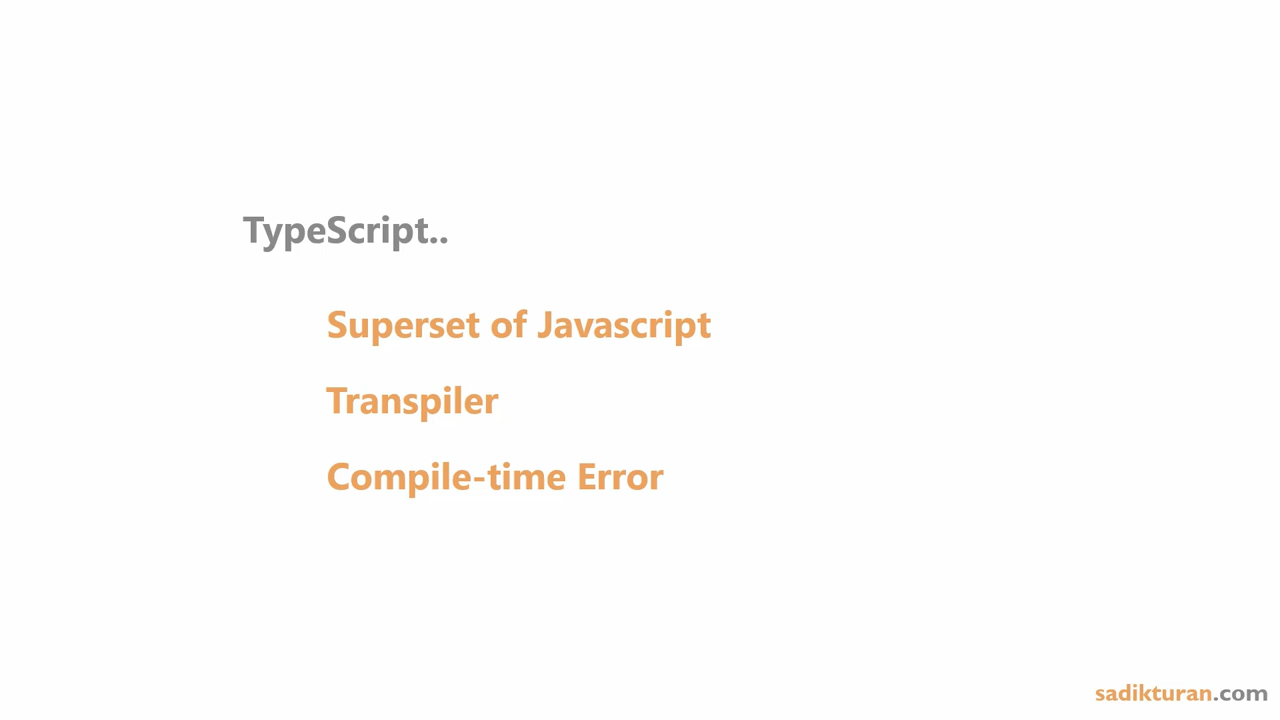 TypeScript..
Superset of Javascript
Transpiler
Compile-time Error
sadikturan.com